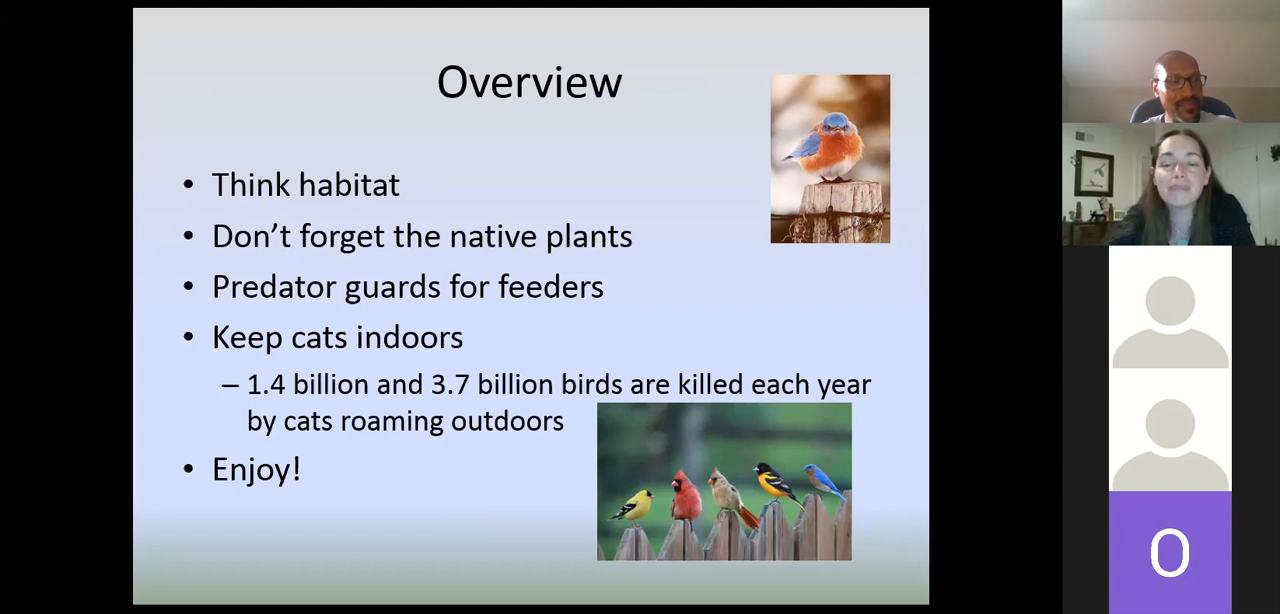 Overview
• Think habitat
• Don’t forget the native plants
• Predator guards for feeders
• Keep cats indoors
– 1.4 billion and 3.7 billion birds are killed each year
by cats roaming outdoors
• Enjoy!
O